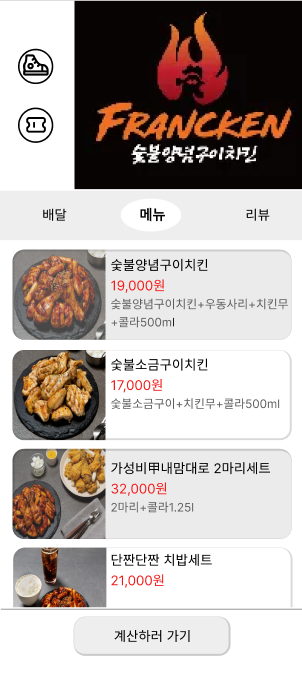 FRANCKEN
숯불양념구이치킨
배달
메뉴
리뷰
숯불양념구이치킨
19,000원
숯불양념구이치킨+우동사리+치킨무
+콜라500ml
숯불소금구이치킨
17,000원
숯불소금구이+치킨무+콜라500ml
가성비甲내맘대로 2마리세트
32,000원
2마리+콜라1.25l
단짠단짠 치밥세트
21,000원
계산하러 가기